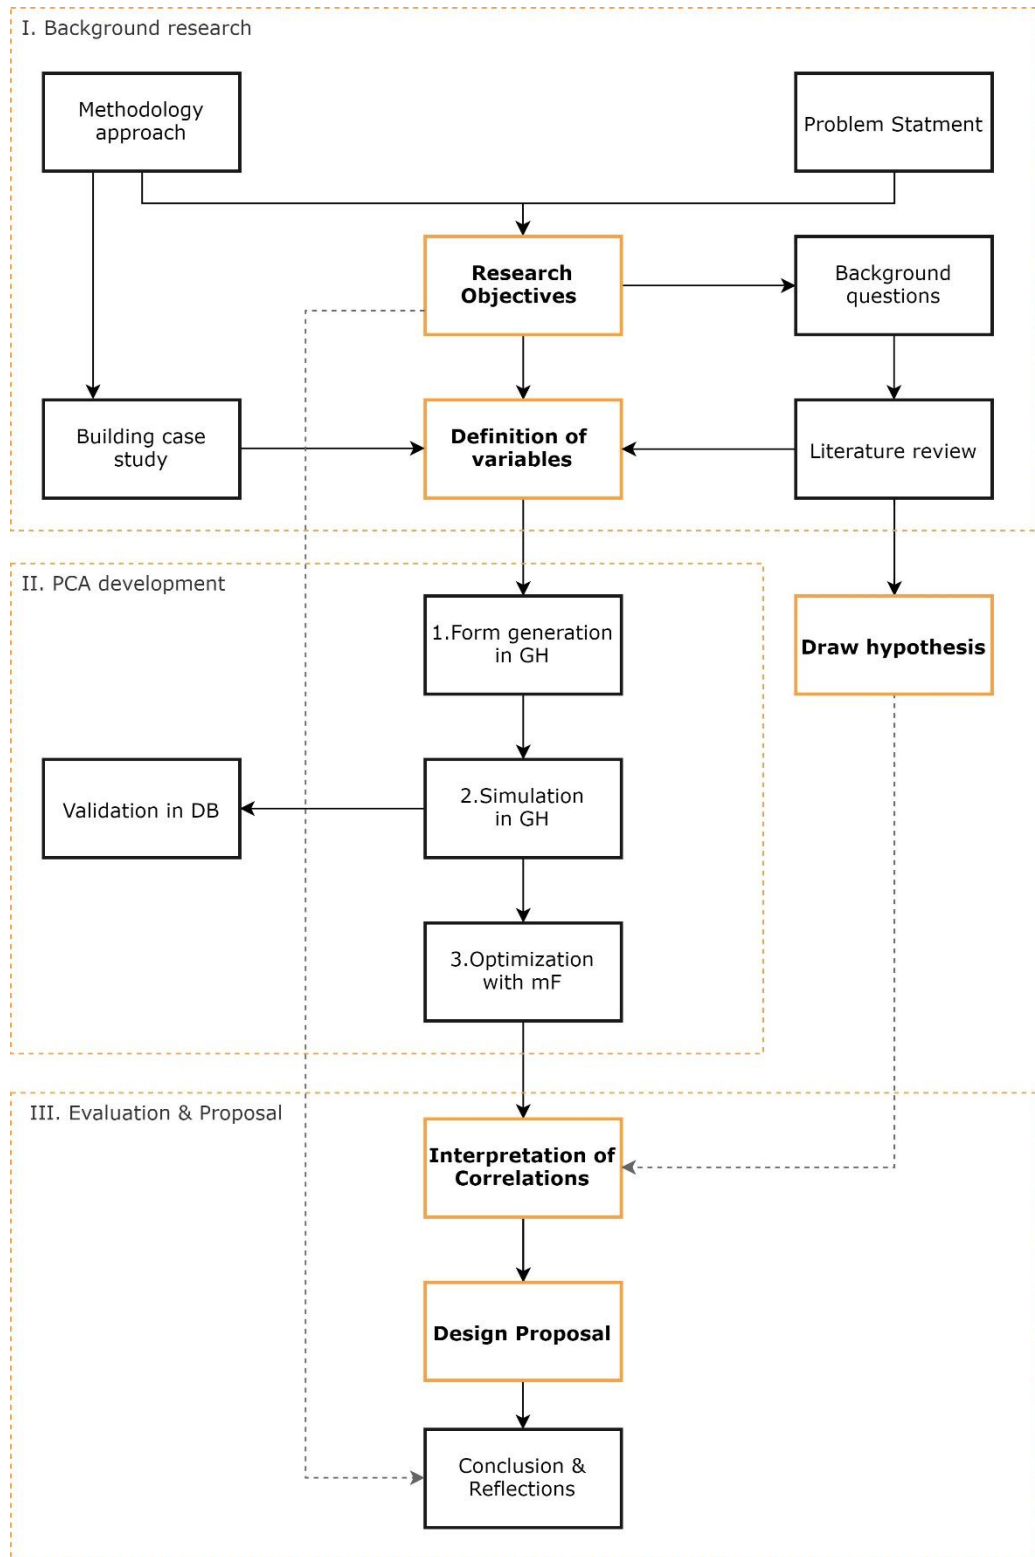 I. Background research
Methodology
approach
Problem Statment
Research
Objectives
Background
questions
Building case
study
Definition of
variables
Literature review
II. PCA development
1.Form generation
in GH
Draw hypothesis
Validation in DB
2.Simulation
in GH
3.Optimization
with mF
III. Evaluation & Proposal
Interpretation of
Correlations
Design Proposal
Conclusion &
Reflections